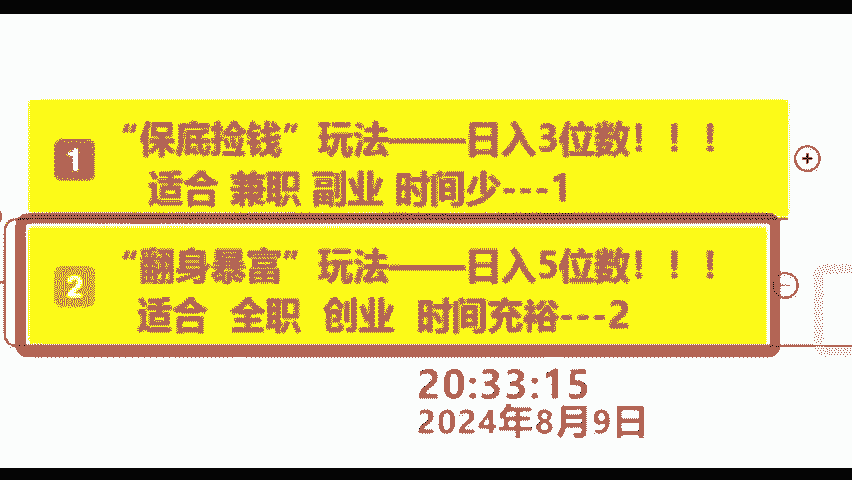 1
“保底捡钱”玩法——日入3位数！！！
适合 兼职 副业 时间少---1
2
“翻身暴富”玩法——日入5位数！！！
适合 全职 创业 时间充裕---2
20:33:15
2024年8月9日